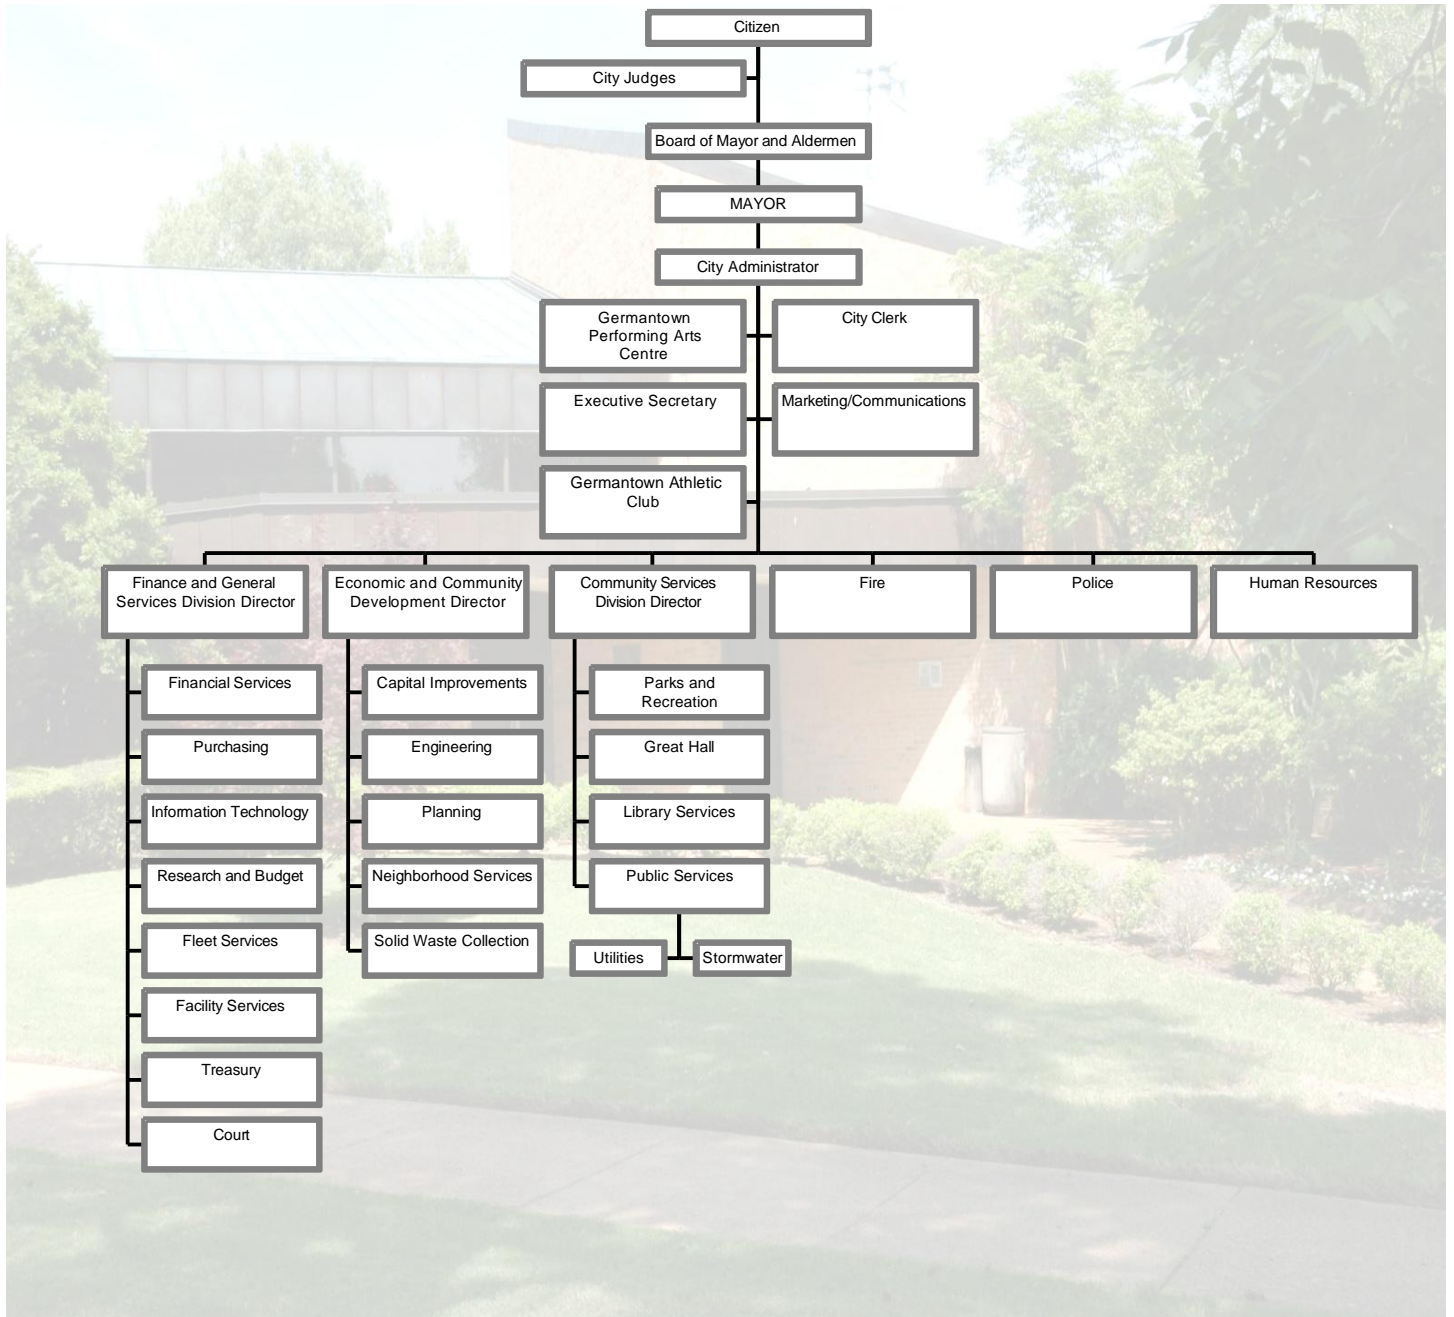 Citizen
City Judges
Board of Mayor and Aldermen
MAYOR
City Administrator
Germantown
Performing Arts
Centre
City Clerk
Executive Secretary
Marketing/Communications
Germantown Athletic
Club
Finance and General
Services Division Director
Economic and Community
Development Director
Community Services
Division Director
Fire
Police
Human Resources
Financial Services
Purchasing
Information Technology
Research and Budget
Fleet Services
Facility Services
Treasury
Court
Capital Improvements
Engineering
Planning
Neighborhood Services
Solid Waste Collection
Parks and
Recreation
Great Hall
Library Services
Public Services
Utilities
Stormwater